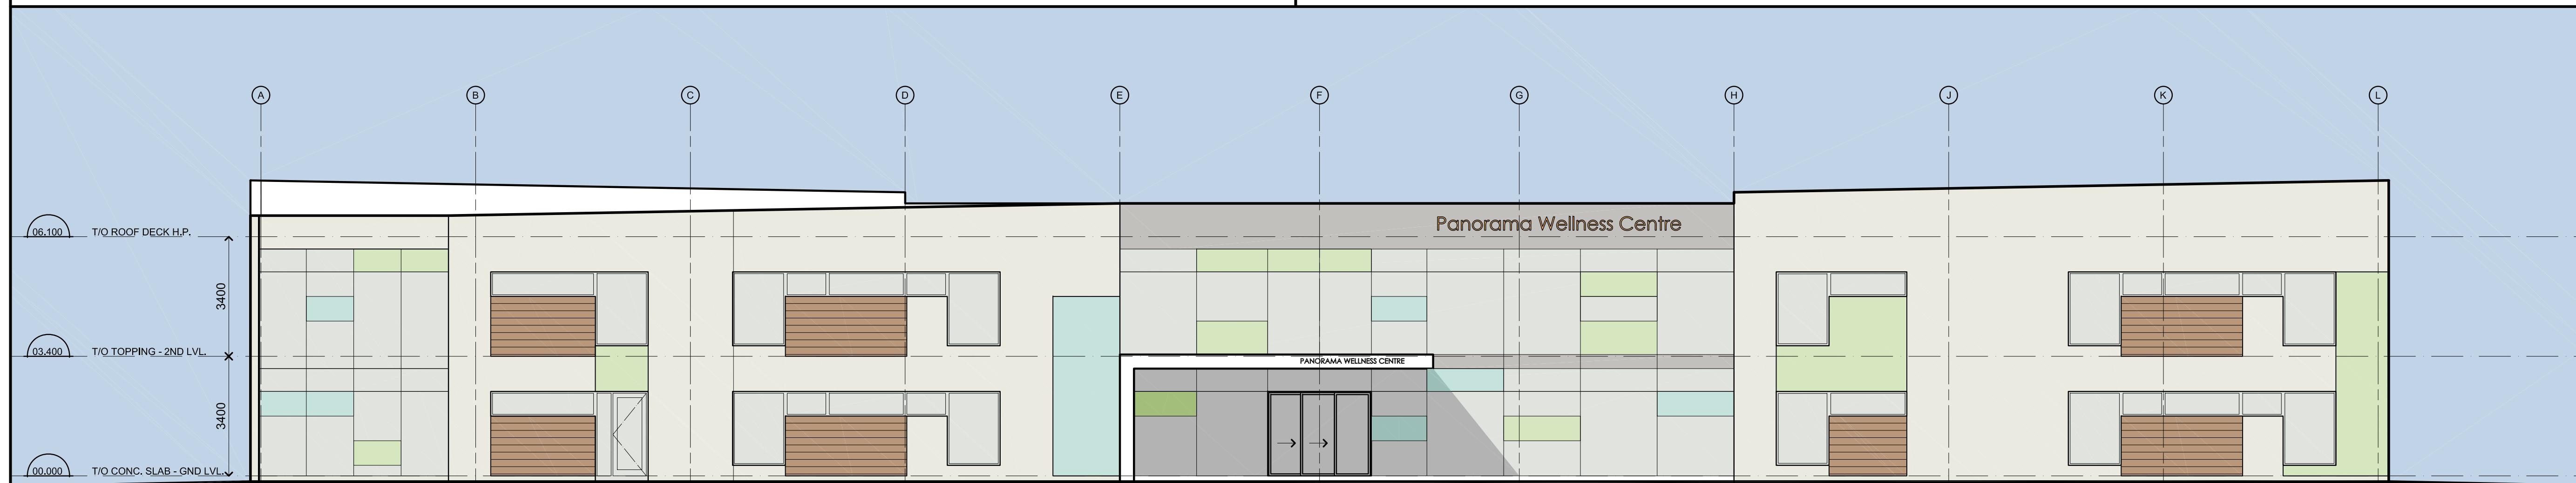 A B C D E F G H J K L
Panorama Wellness Centre
06.100 T/O ROOF DECK H.P.
3400
03.400 T/O TOPPING - 2ND LVL.
PANORAMA WELLNESS CENTRE
3400
00.000 T/O CONC. SLAB - GND LVL.